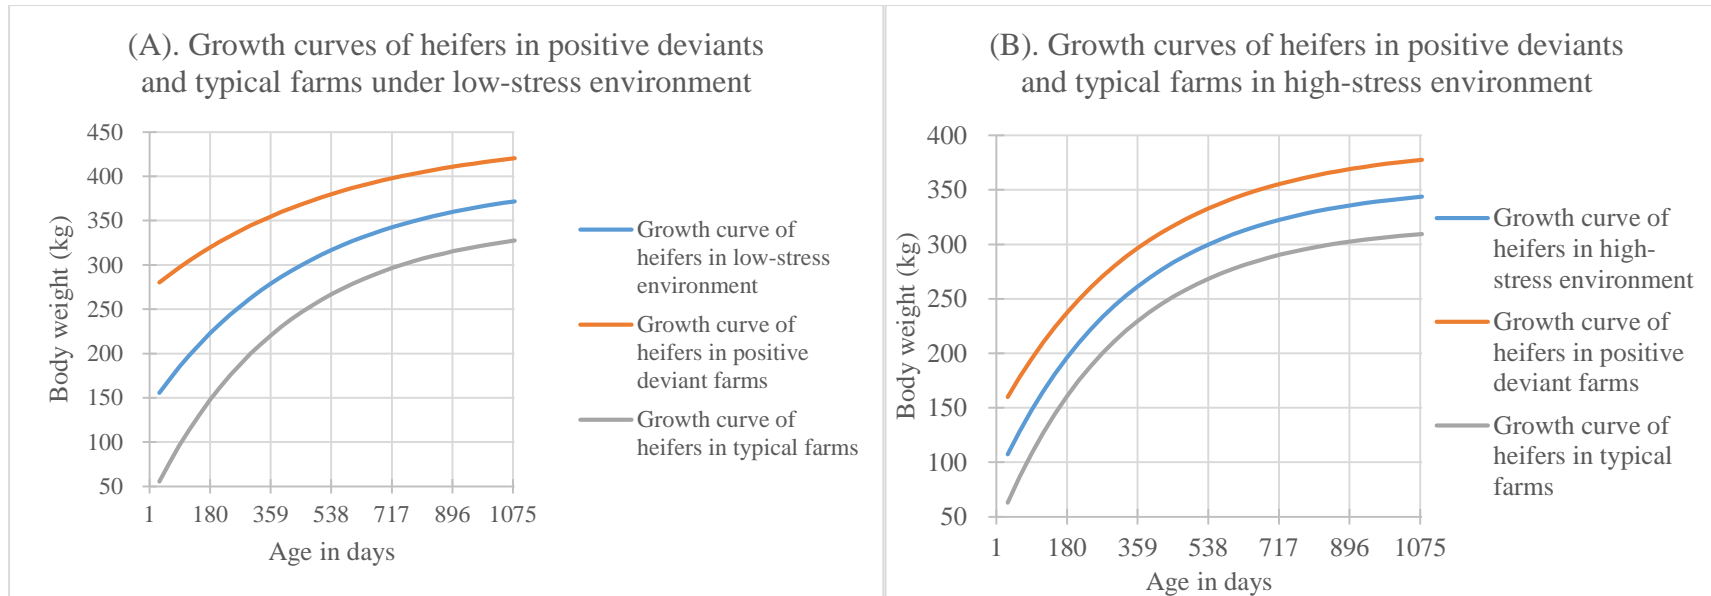 (A). Growth curves of heifers in positive deviants
and typical farms under low-stress environment
450
400
350
300
250
200
150
100
50
Body weight (kg)
1 180 359 538 717 896 1075
Age in days
Growth curve of
heifers in low-stress
environment
Growth curve of
heifers in positive
deviant farms
Growth curve of
heifers in typical farms
(B). Growth curves of heifers in positive deviants
and typical farms in high-stress environment
400
350
300
250
200
150
100
50
Body weight (kg)
1 180 359 538 717 896 1075
Age in days
Growth curve of
heifers in high-
stress environment
Growth curve of
heifers in positive
deviant farms
Growth curve of
heifers in typical
farms